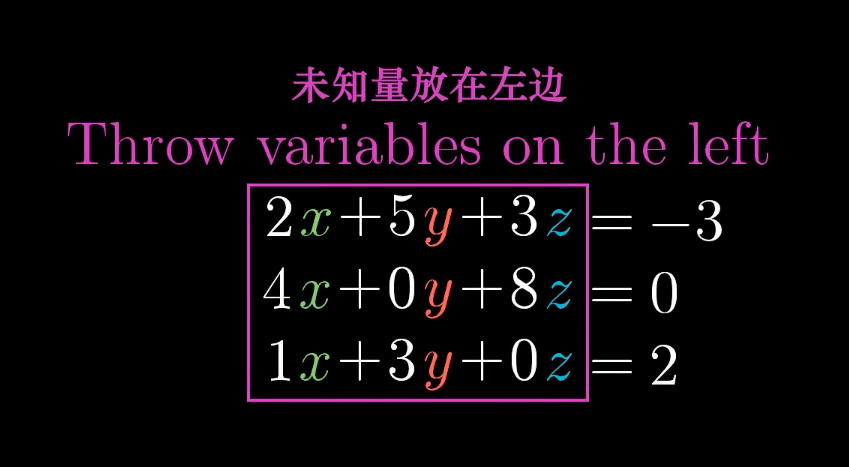 未知量放在左边
Throw variables on the left
2x+5y+3z = −3
4x+0y+8z = 0
1x+3y+0z = 2